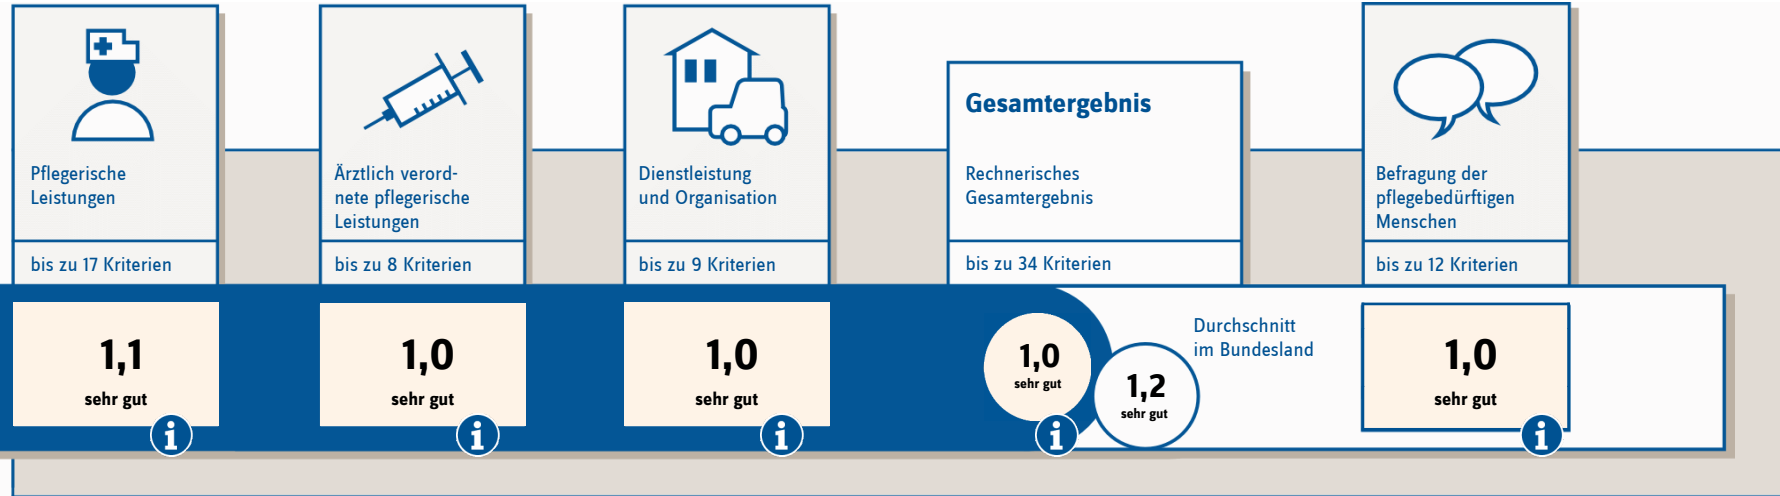 Pflegerische
Leistungen
bis zu 17 Kriterien
1,1
sehr gut
i
Ärztlich verord-
nete pflegerische
Leistungen
bis zu 8 Kriterien
1,0
sehr gut
i
Dienstleistung
und Organisation
bis zu 9 Kriterien
1,0
sehr gut
i
Gesamtergebnis
Rechnerisches
Gesamtergebnis
bis zu 34 Kriterien
1,0
sehr gut
i
1,2
sehr gut
Durchschnitt
im Bundesland
Befragung der
pflegebedürftigen
Menschen
bis zu 12 Kriterien
1,0
sehr gut
i